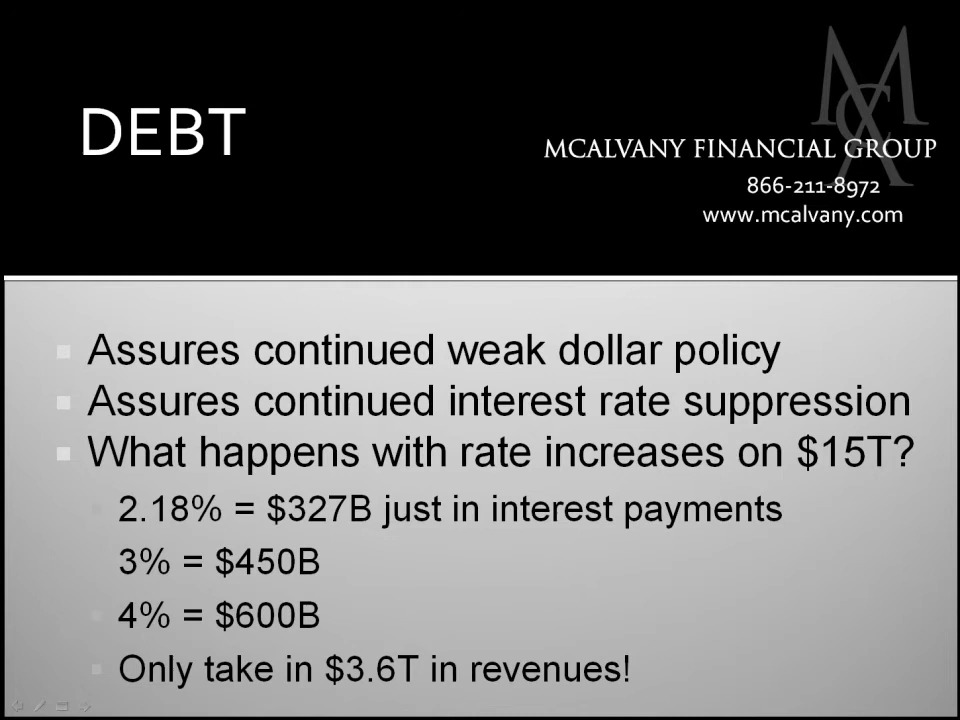 DEBT
MCALVANY FINANCIAL GROUP
866-211-8972
www.mcalvany.com
Assures continued weak dollar policy
Assures continued interest rate suppression
What happens with rate increases on $15T?
2.18% = $327B just in interest payments
3% = $450B
4% = $600B
Only take in $3.6T in revenues!